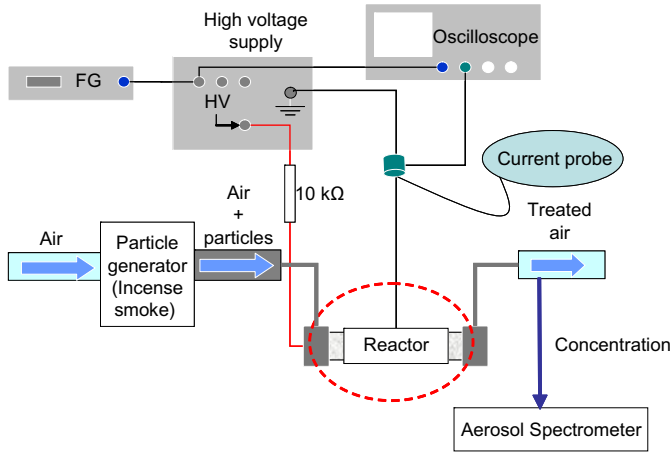 High voltage
supply
Oscilloscope
FG
HV
Current probe
10 kΩ
Air
+
particles
Treated
air
Air
Particle
generator
(Incense
smoke)
Reactor
Concentration
Aerosol Spectrometer